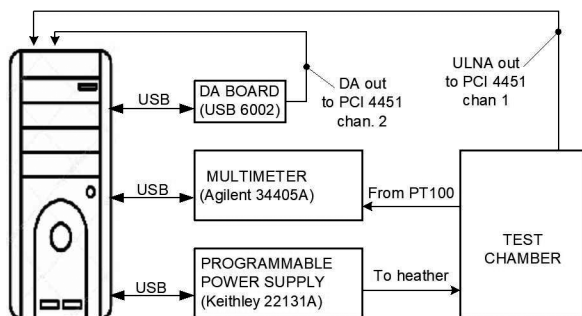 ULNA out
to PCI 4451
chan 1
DA out
to PCI 4451
chan. 2
USB
DA BOARD
(USB 6002)
USB
MULTIMETER
(Agilent 34405A)
From PT100
TEST
CHAMBER
USB
PROGRAMMABLE
POWER SUPPLY
(Keithley 22131A)
To heather